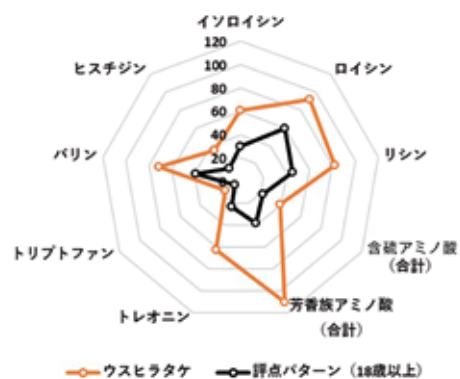 イソロイシン
120
100
80
60
40
20
ロイシン
リシン
含硫アミノ酸
（合計）
芳香族アミノ酸
（合計）
トレオニン
トリプトファン
バリン
ヒスチジン
ウスヒラタケ
評点パターン（18歳以上）